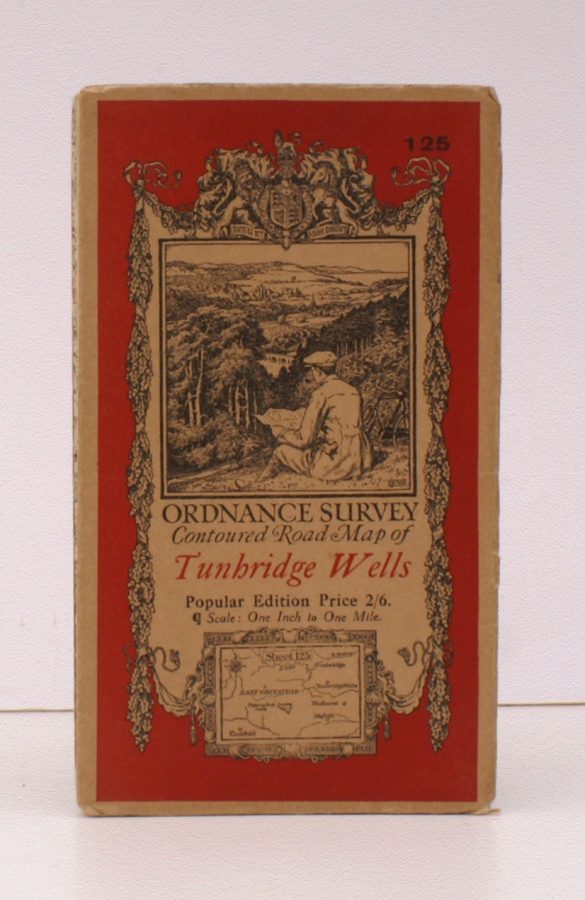 125
ORDNANCE SURVEY
Contoured Road Map of
Tunbridge Wells
Popular Edition Price 2/6.
¶ Scale: One Inch to One Mile.
Sheet 125
EAST GRINSTEAD
Cuckfield